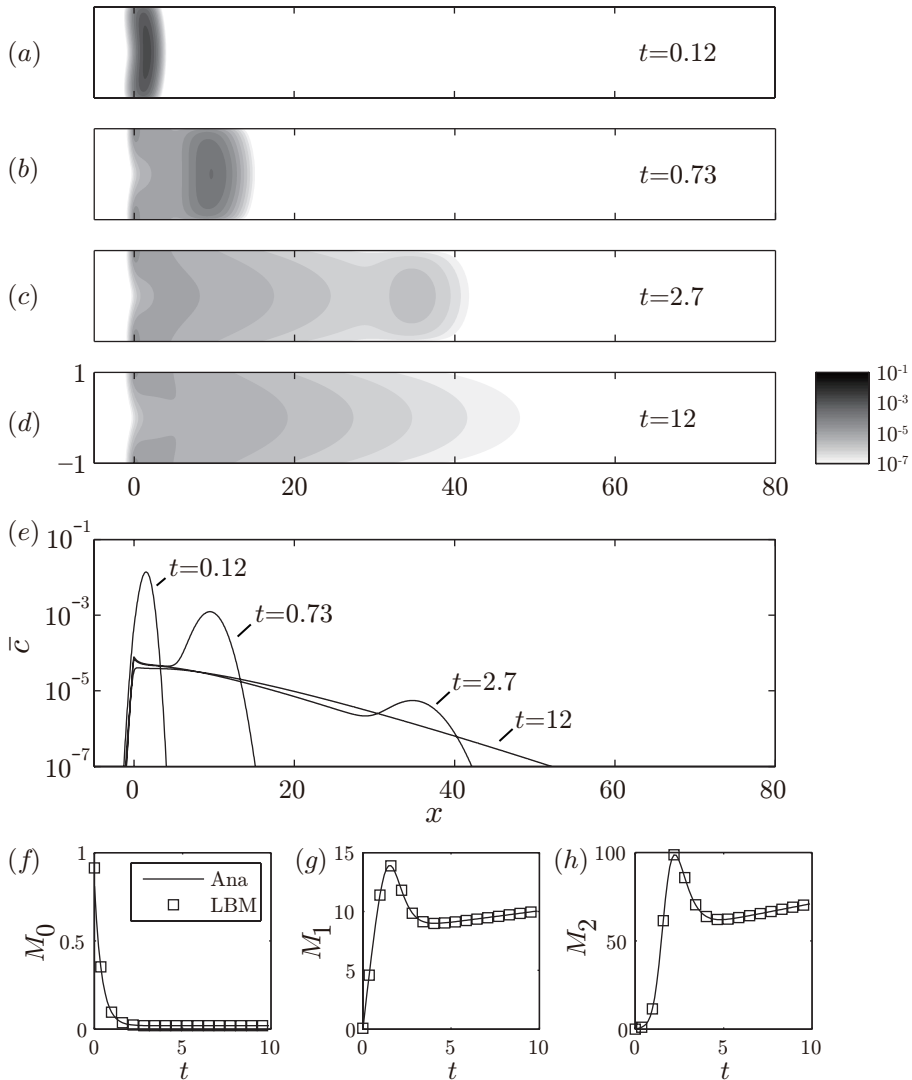 (a) t=0.12
(b) t=0.73
(c) t=2.7
1
(d) t=12
−1
0 20 40 60 80
10⁻¹
10⁻³
10⁻⁵
10⁻⁷
(e)
10⁻¹
10⁻³
10⁻⁵
10⁻⁷
c̄
t=0.12
t=0.73
t=2.7
t=12
0 20 40 60 80
x
(f)
1
0.5
0
M₀
Ana
LBM
0 5 10
t
(g)
15
10
5
0
M₁
0 5 10
t
(h)
100
50
0
M₂
0 5 10
t